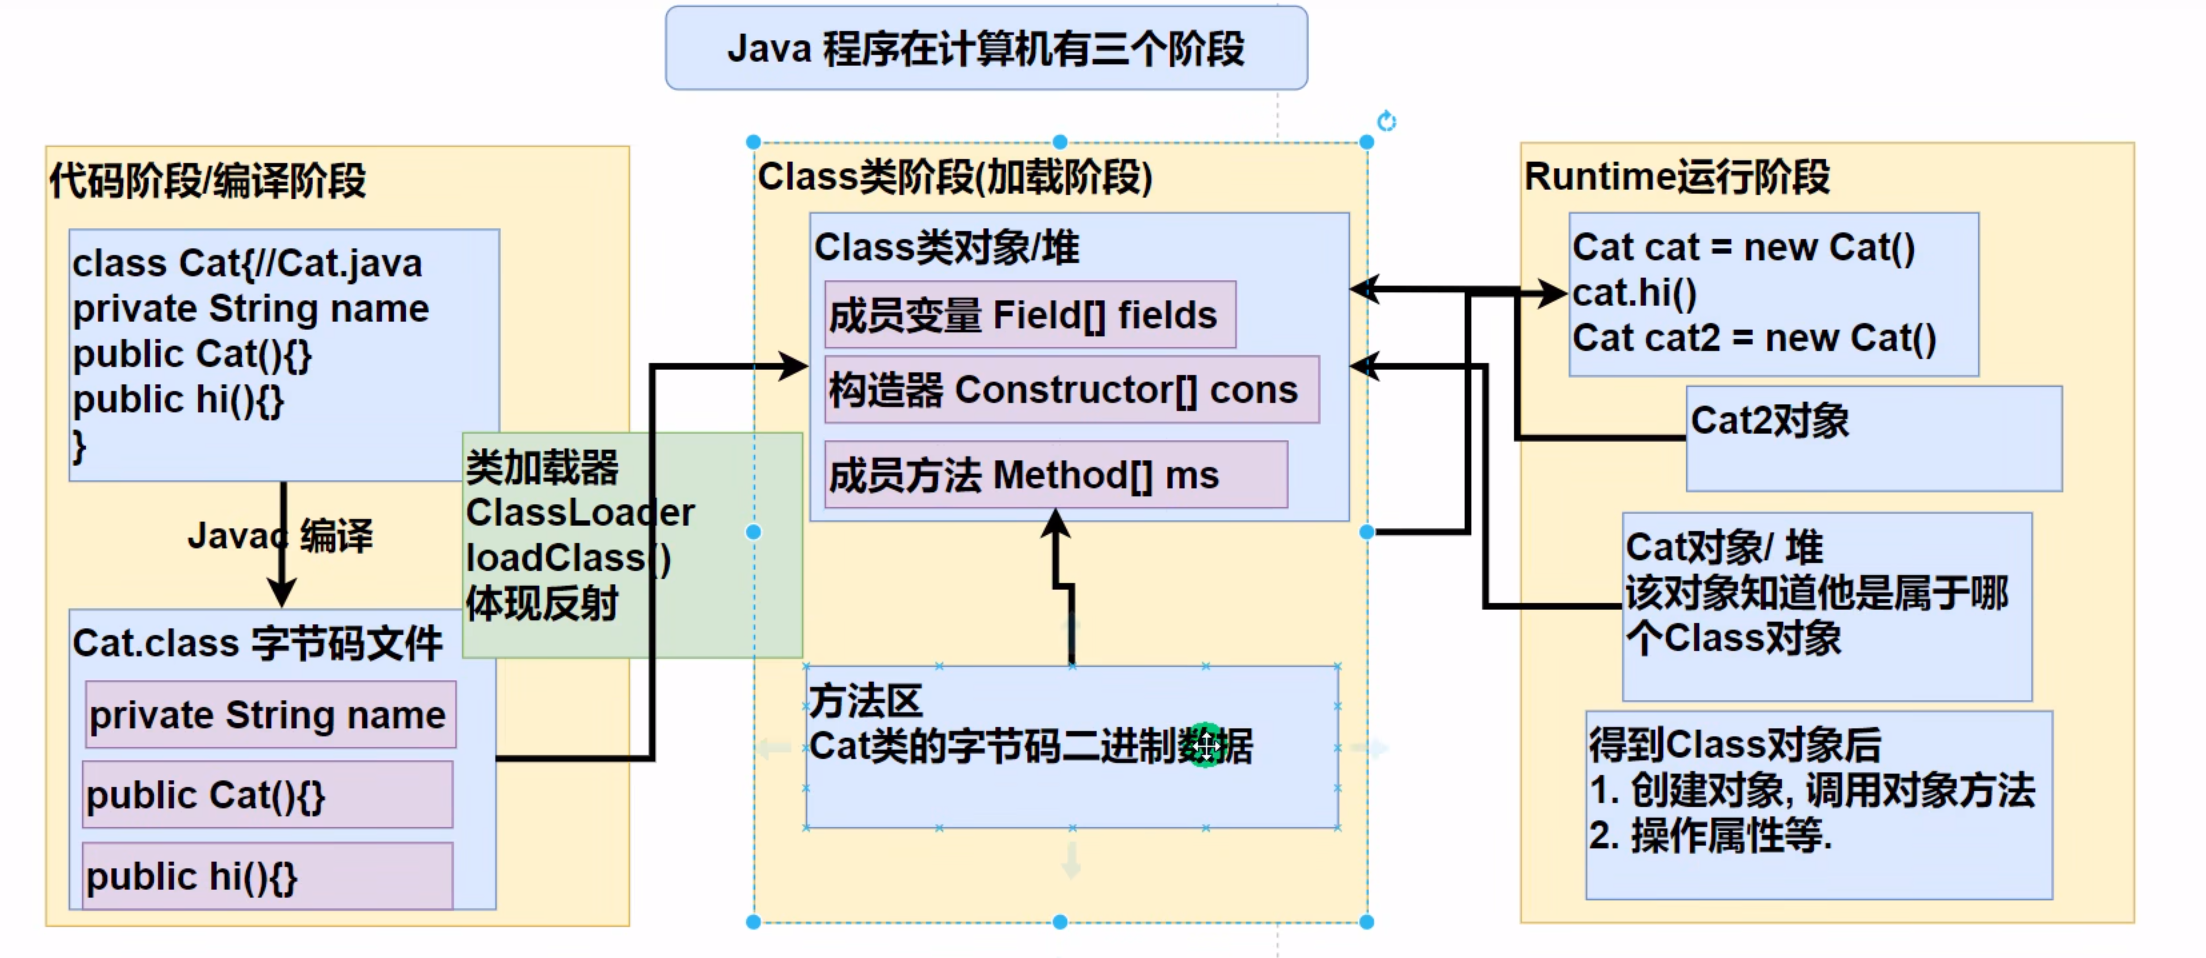 Java 程序在计算机有三个阶段
代码阶段/编译阶段
class Cat{//Cat.java
private String name
public Cat(){}
public hi(){}
}
Javac 编译
Cat.class 字节码文件
private String name
public Cat(){}
public hi(){}
类加载器
ClassLoader
loadClass()
体现反射
Class类阶段(加载阶段)
Class类对象/堆
成员变量 Field[] fields
构造器 Constructor[] cons
成员方法 Method[] ms
方法区
Cat类的字节码二进制数据
Runtime运行阶段
Cat cat = new Cat()
cat.hi()
Cat cat2 = new Cat()
Cat2对象
Cat对象/ 堆
该对象知道他是属于哪
个Class对象
得到Class对象后
1. 创建对象, 调用对象方法
2. 操作属性等.